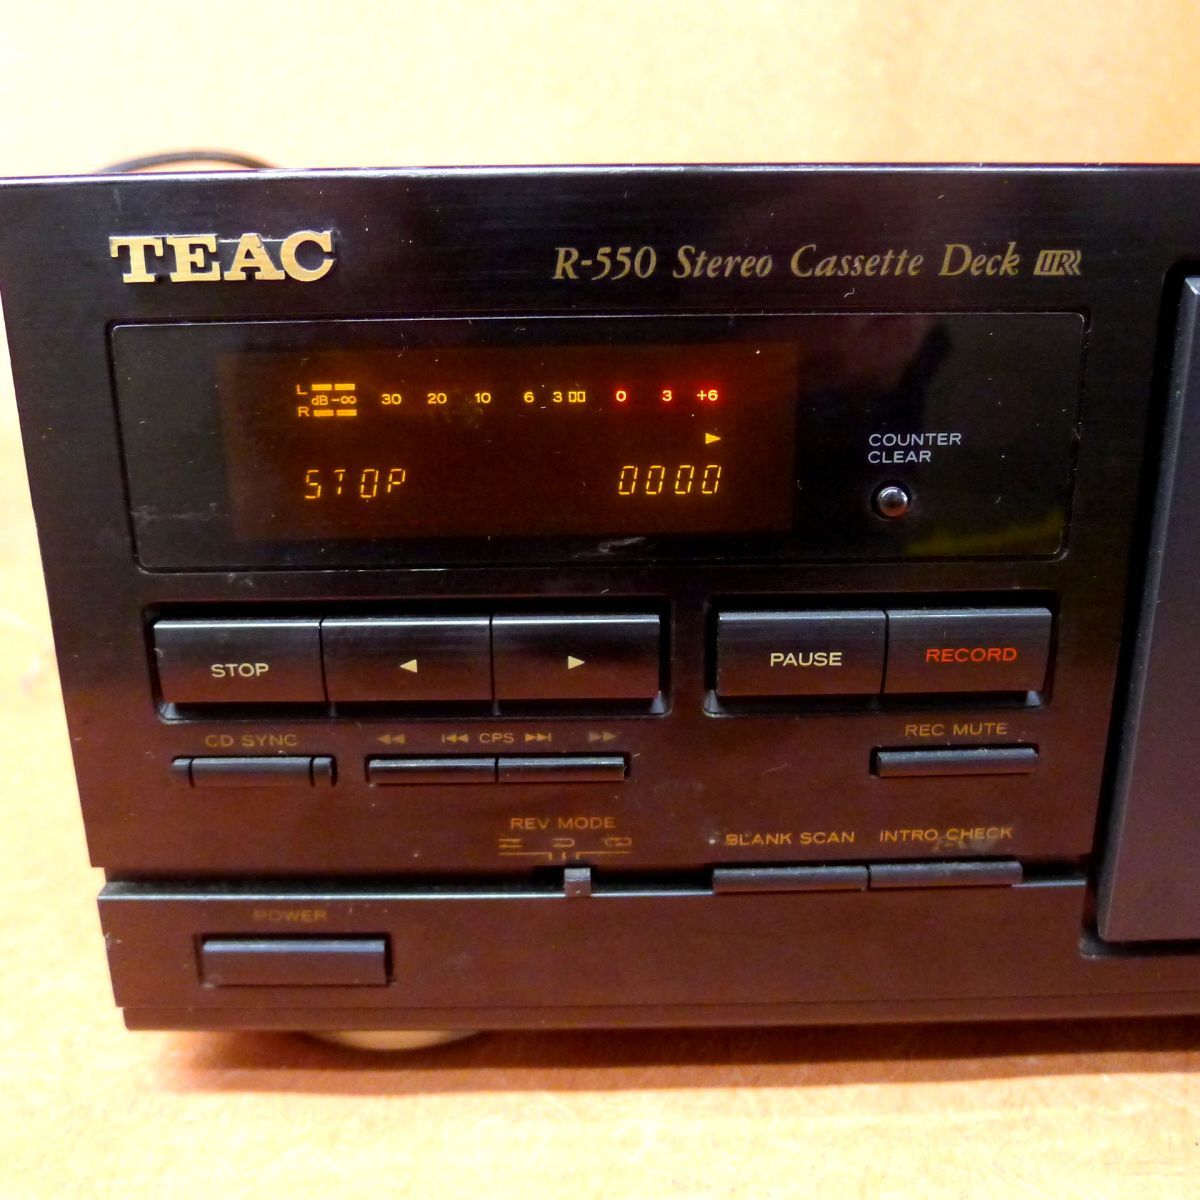 TEAC
R-550 Stereo Cassette Deck
L
dB -∞ 30 20 10 6 3 0 3 +6
R
STOP 0000
COUNTER
CLEAR
STOP ◀ ▶ PAUSE RECORD
CD SYNC ◀◀ I◀◀ CPS ▶▶I ▶▶ REC MUTE
REV MODE
BLANK SCAN INTRO CHECK
POWER